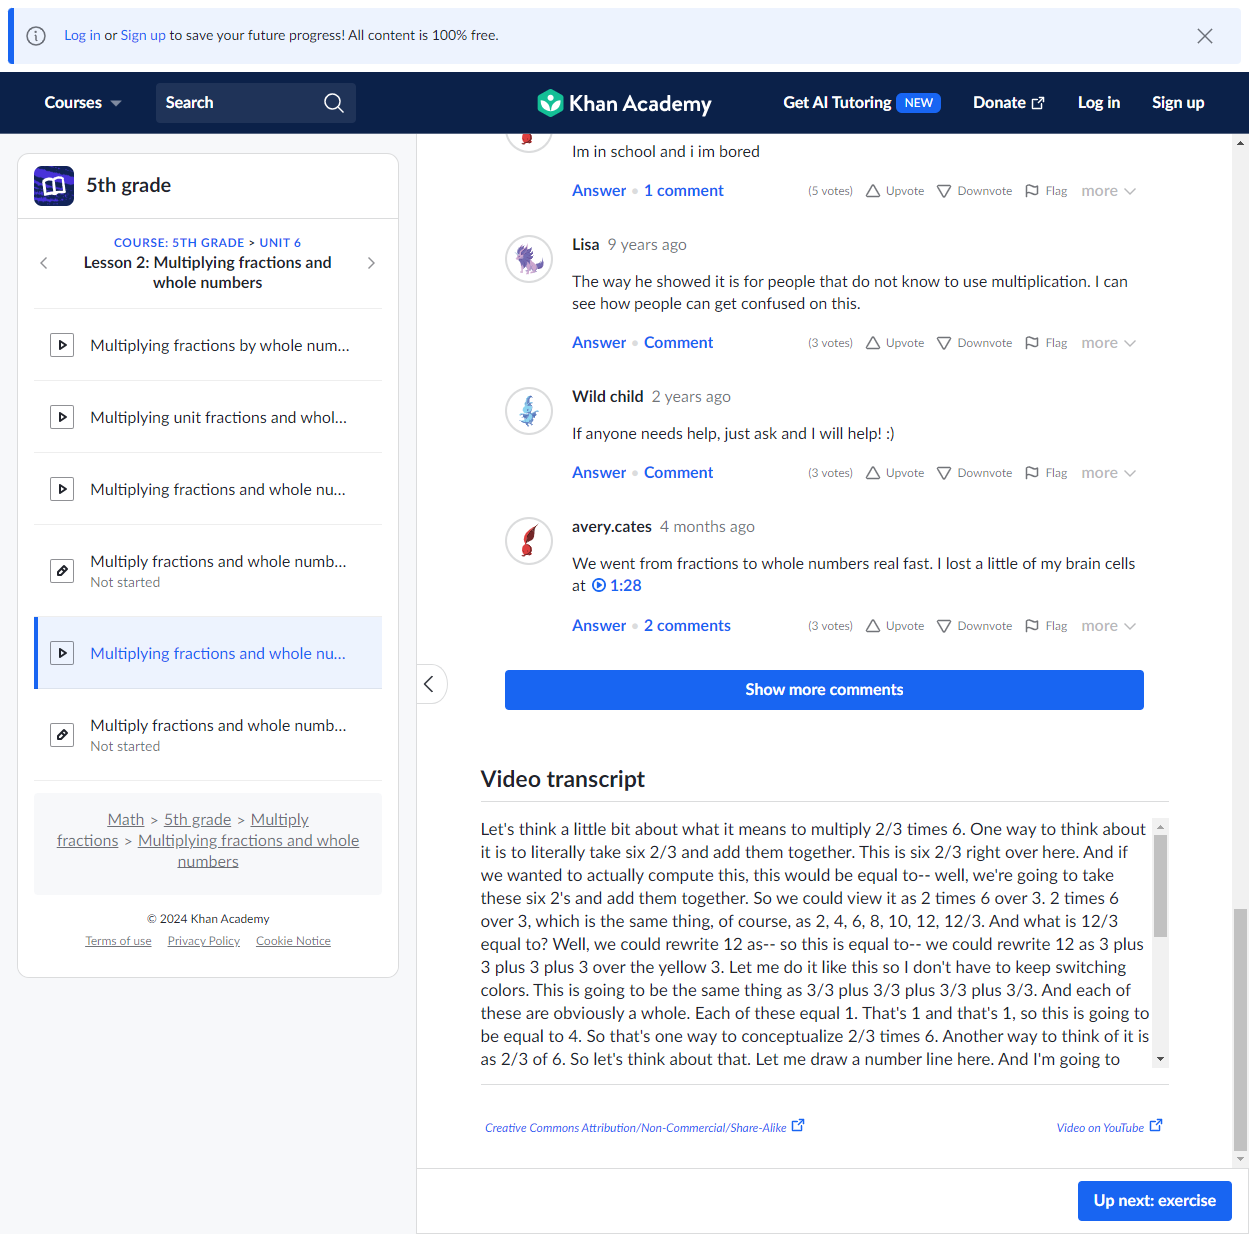 Log in or Sign up to save your future progress! All content is 100% free.
Courses
Search
Khan Academy
Get AI Tutoring NEW
Donate
Log in
Sign up
5th grade
COURSE: 5TH GRADE > UNIT 6
Lesson 2: Multiplying fractions and
whole numbers
Multiplying fractions by whole num...
Multiplying unit fractions and whol...
Multiplying fractions and whole nu...
Multiply fractions and whole numb...
Not started
Multiplying fractions and whole nu...
Multiply fractions and whole numb...
Not started
Math > 5th grade > Multiply
fractions > Multiplying fractions and whole
numbers
© 2024 Khan Academy
Terms of use Privacy Policy Cookie Notice
Im in school and i im bored
Answer • 1 comment (5 votes) Upvote Downvote Flag more
Lisa 9 years ago
The way he showed it is for people that do not know to use multiplication. I can
see how people can get confused on this.
Answer • Comment (3 votes) Upvote Downvote Flag more
Wild child 2 years ago
If anyone needs help, just ask and I will help! :)
Answer • Comment (3 votes) Upvote Downvote Flag more
avery.cates 4 months ago
We went from fractions to whole numbers real fast. I lost a little of my brain cells
at 1:28
Answer • 2 comments (3 votes) Upvote Downvote Flag more
Show more comments
Video transcript
Let's think a little bit about what it means to multiply 2/3 times 6. One way to think about
it is to literally take six 2/3 and add them together. This is six 2/3 right over here. And if
we wanted to actually compute this, this would be equal to-- well, we're going to take
these six 2's and add them together. So we could view it as 2 times 6 over 3. 2 times 6
over 3, which is the same thing, of course, as 2, 4, 6, 8, 10, 12, 12/3. And what is 12/3
equal to? Well, we could rewrite 12 as-- so this is equal to-- we could rewrite 12 as 3 plus
3 plus 3 plus 3 over the yellow 3. Let me do it like this so I don't have to keep switching
colors. This is going to be the same thing as 3/3 plus 3/3 plus 3/3 plus 3/3. And each of
these are obviously a whole. Each of these equal 1. That's 1 and that's 1, so this is going to
be equal to 4. So that's one way to conceptualize 2/3 times 6. Another way to think of it is
as 2/3 of 6. So let's think about that. Let me draw a number line here. And I'm going to
Creative Commons Attribution/Non-Commercial/Share-Alike
Video on YouTube
Up next: exercise